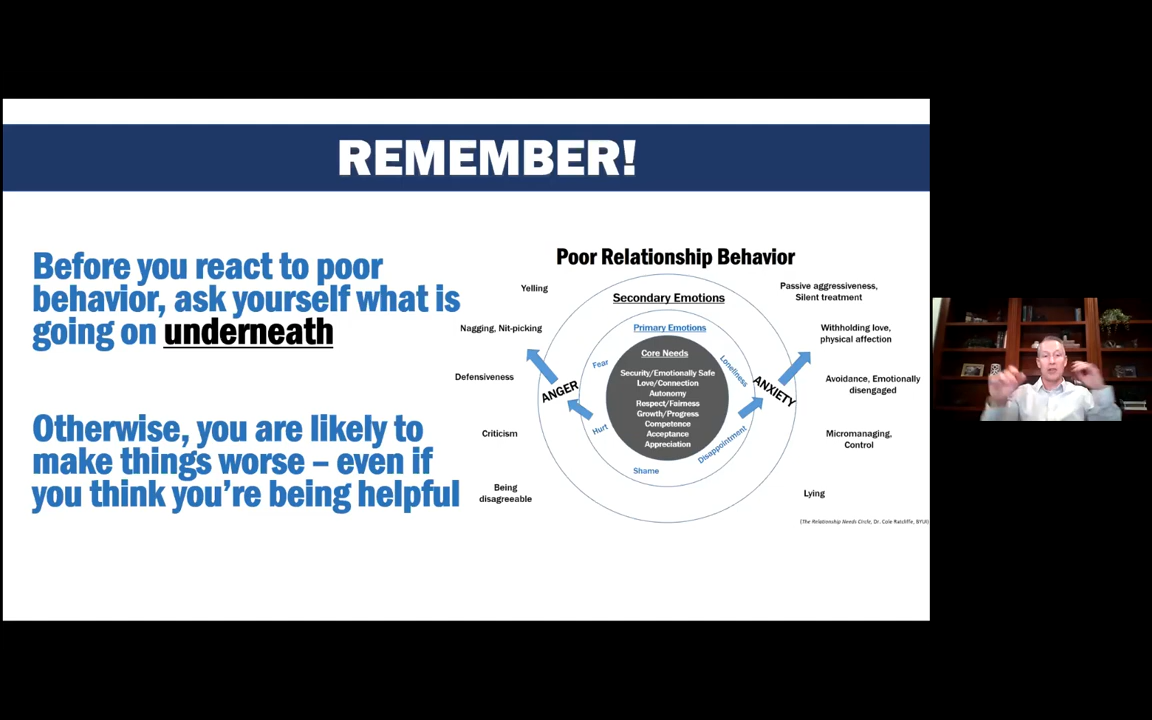 REMEMBER!
Before you react to poor
behavior, ask yourself what is
going on underneath
Otherwise, you are likely to
make things worse – even if
you think you're being helpful
Poor Relationship Behavior
Secondary Emotions
Primary Emotions
Core Needs
Security/Emotionally Safe
Love/Connection
Autonomy
Respect/Fairness
Growth/Progress
Competence
Acceptance
Appreciation
Fear
Loneliness
Hurt
Disappointment
Shame
ANGER
ANXIETY
Yelling
Nagging, Nit-picking
Defensiveness
Criticism
Being
disagreeable
Passive aggressiveness,
Silent treatment
Withholding love,
physical affection
Avoidance, Emotionally
disengaged
Micromanaging,
Control
Lying
(The Relationship Needs Circle, Dr. Cole Ratcliffe, BYUI)